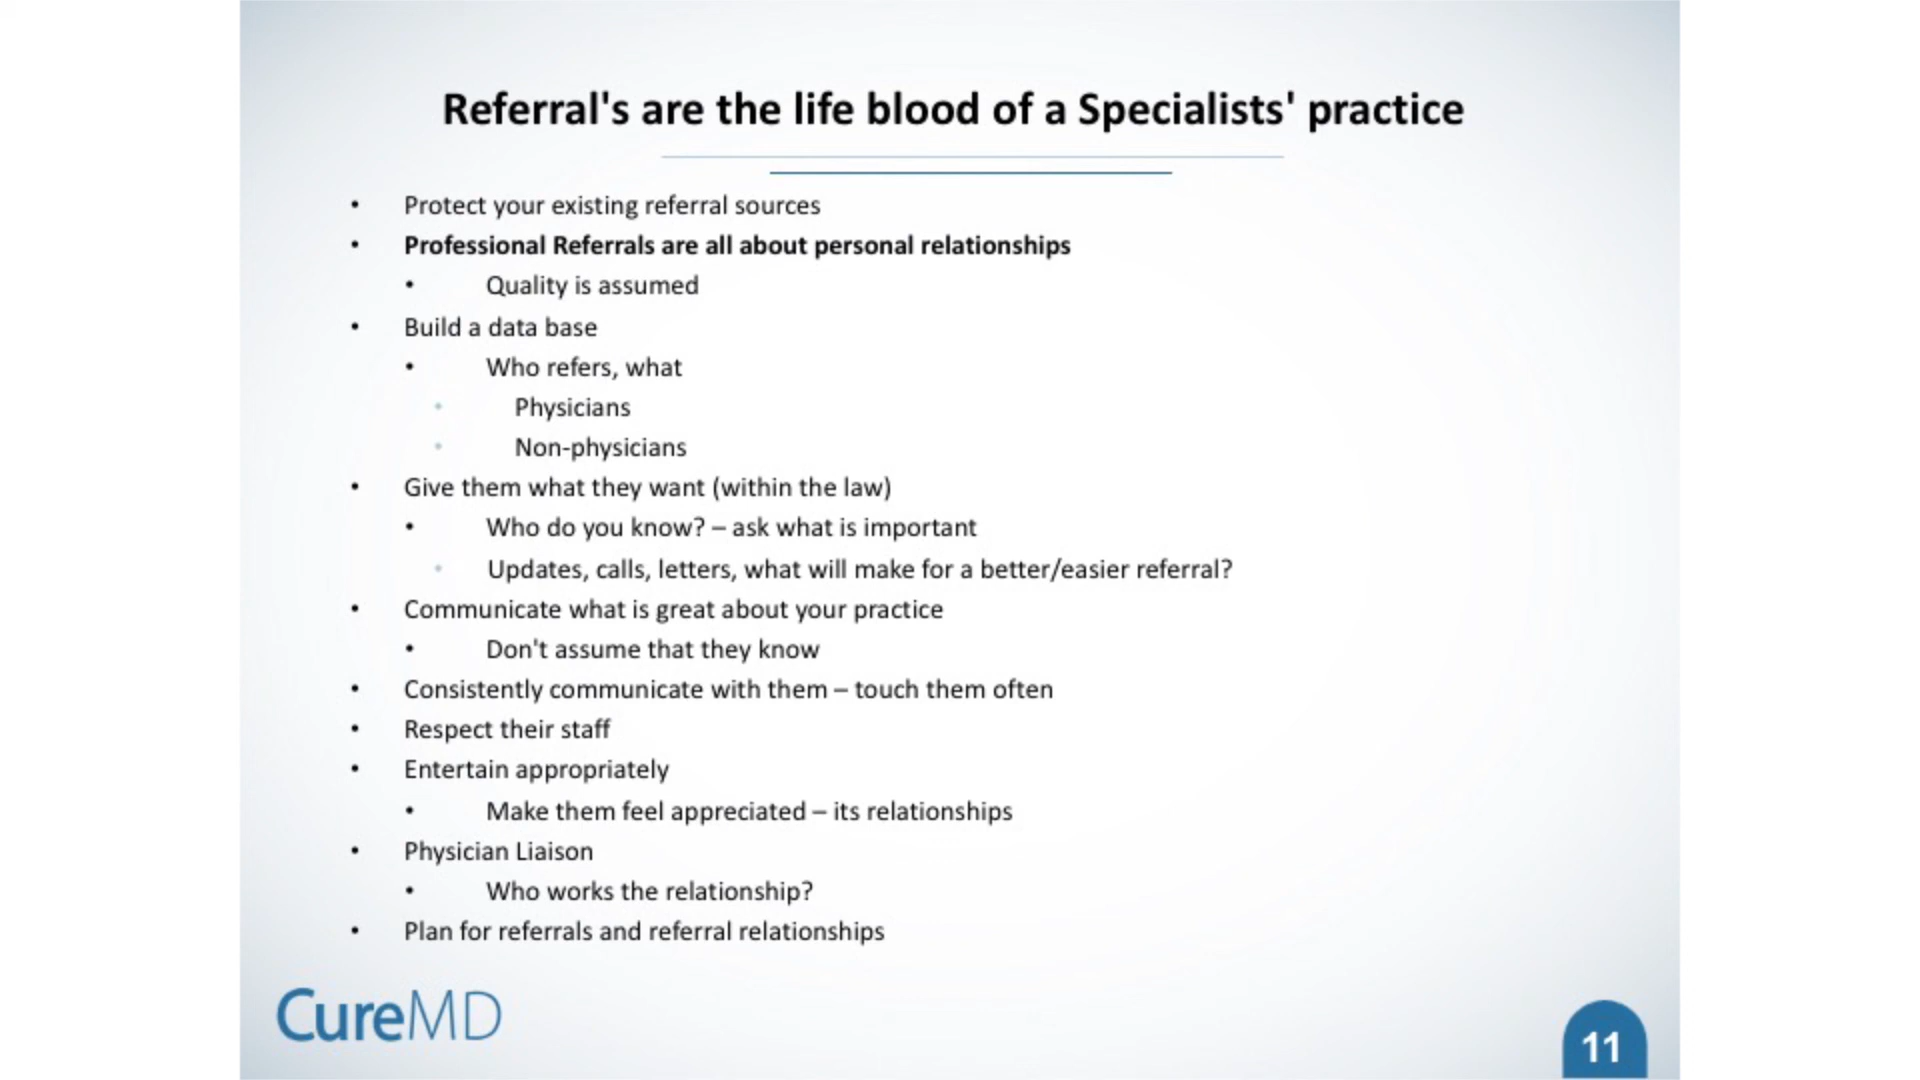 Referral's are the life blood of a Specialists' practice
• Protect your existing referral sources
• Professional Referrals are all about personal relationships
• Quality is assumed
• Build a data base
• Who refers, what
• Physicians
• Non-physicians
• Give them what they want (within the law)
• Who do you know? – ask what is important
• Updates, calls, letters, what will make for a better/easier referral?
• Communicate what is great about your practice
• Don't assume that they know
• Consistently communicate with them – touch them often
• Respect their staff
• Entertain appropriately
• Make them feel appreciated – its relationships
• Physician Liaison
• Who works the relationship?
• Plan for referrals and referral relationships
CureMD
11